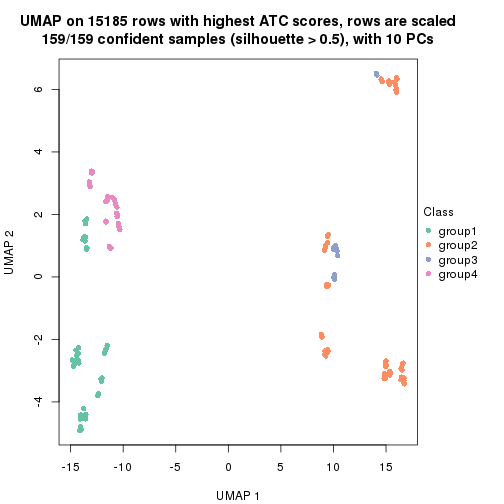 UMAP on 15185 rows with highest ATC scores, rows are scaled
159/159 confident samples (silhouette > 0.5), with 10 PCs
6
4
2
0
-2
-4
UMAP 2
-15
-10
-5
0
5
10
15
UMAP 1
Class
group1
group2
group3
group4